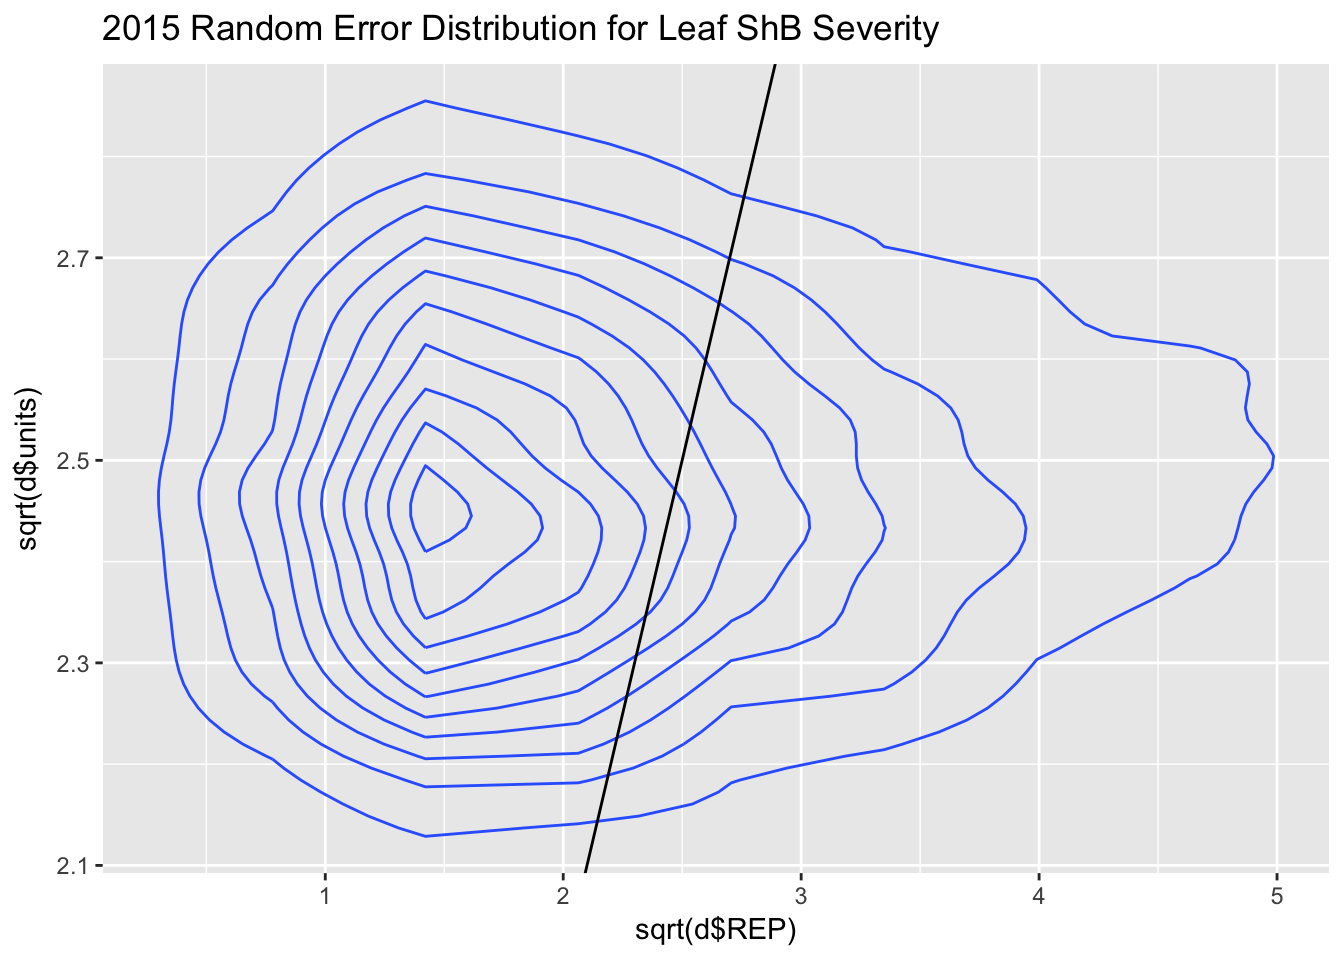 2015 Random Error Distribution for Leaf ShB Severity
2.7
2.5
2.3
2.1
sqrt(d$units)
1 2 3 4 5
sqrt(d$REP)